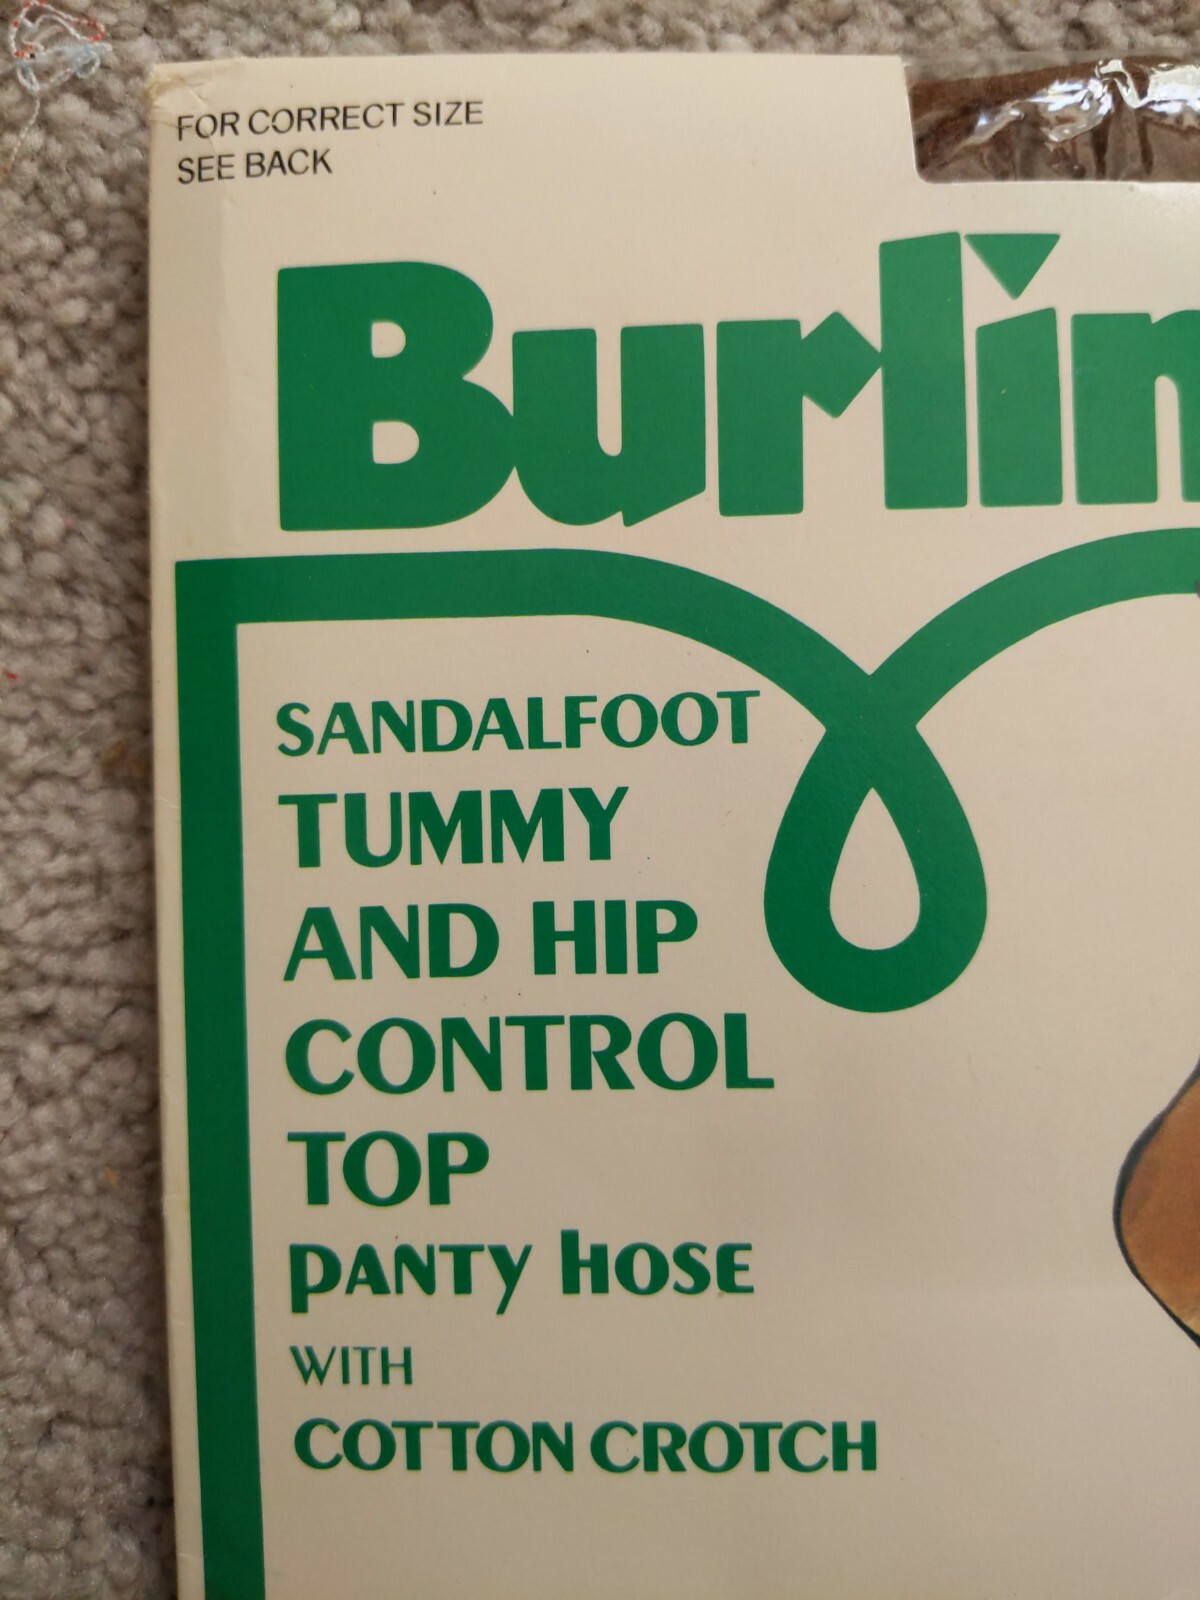 FOR CORRECT SIZE
SEE BACK
Burlin
SANDALFOOT
TUMMY
AND HIP
CONTROL
TOP
PANTY HOSE
WITH
COTTON CROTCH